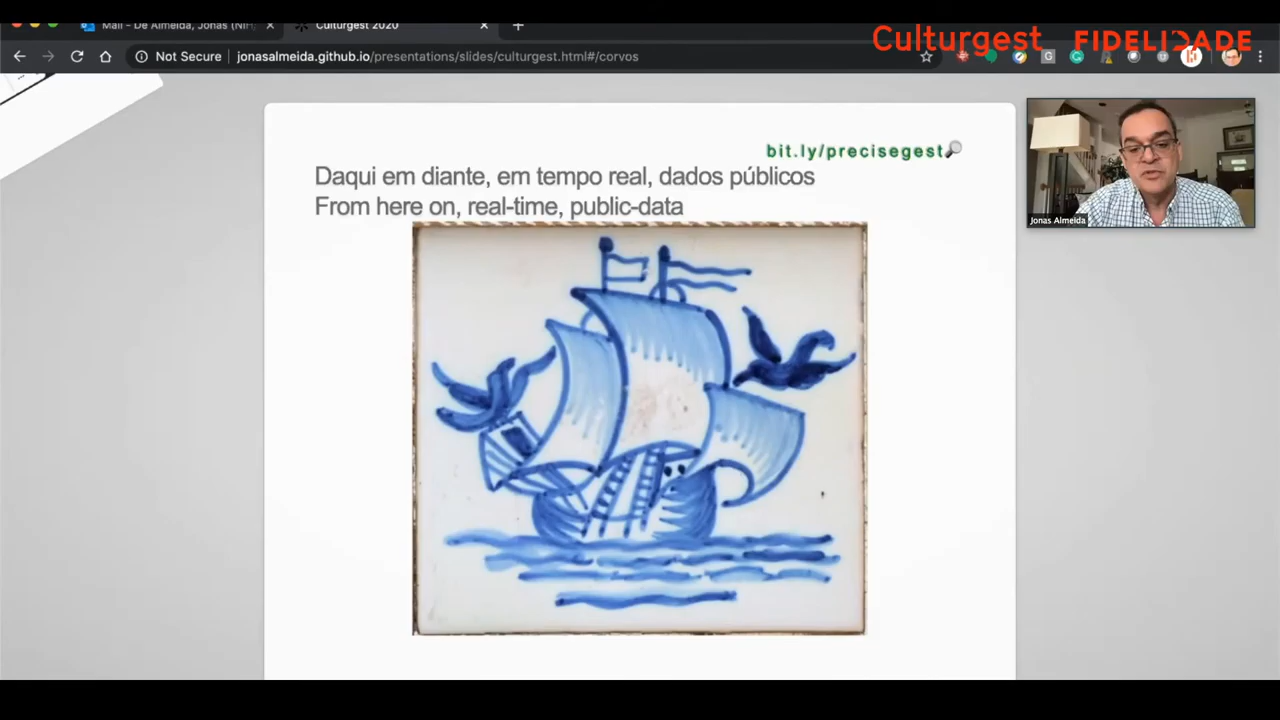 Mail - De Almeida, Jonas (NIH
Culturgest 2020
Culturgest FIDELIDADE
Not Secure
jonasalmeida.github.io/presentations/slides/culturgest.html#/corvos
bit.ly/precisegest
Daqui em diante, em tempo real, dados públicos
From here on, real-time, public-data
Jonas Almeida